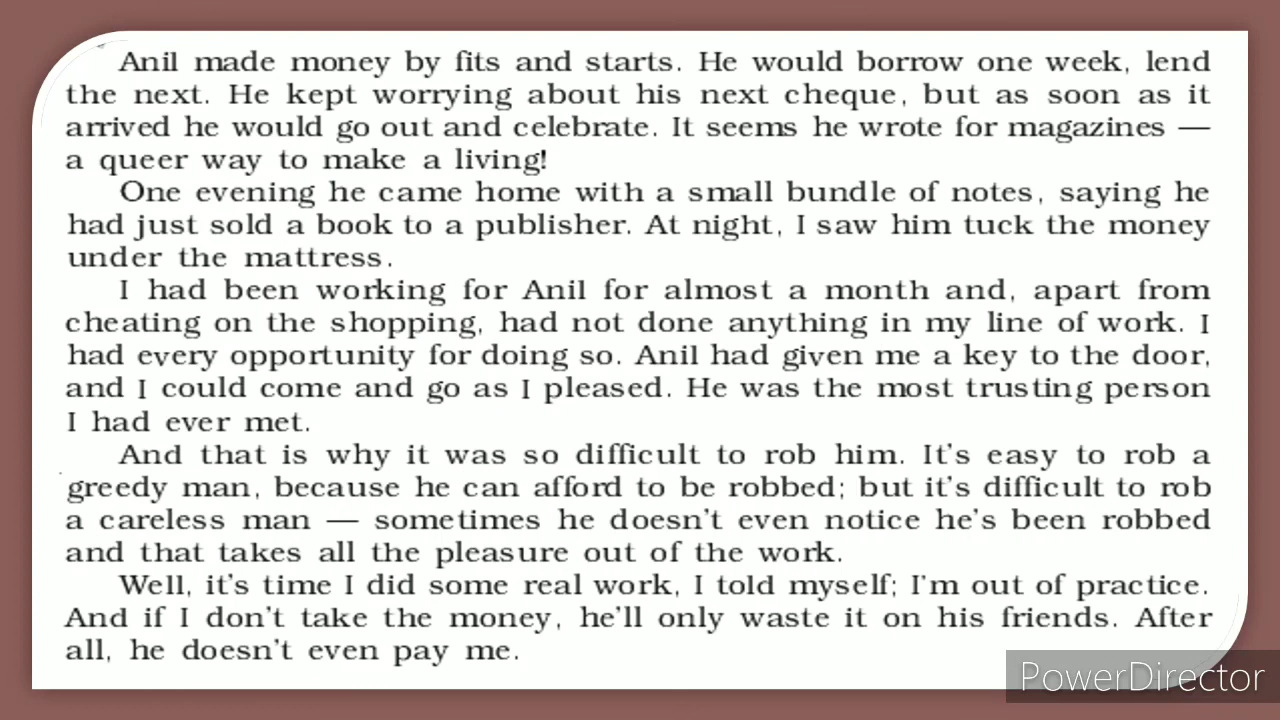 Anil made money by fits and starts. He would borrow one week, lend
the next. He kept worrying about his next cheque, but as soon as it
arrived he would go out and celebrate. It seems he wrote for magazines —
a queer way to make a living!
One evening he came home with a small bundle of notes, saying he
had just sold a book to a publisher. At night, I saw him tuck the money
under the mattress.
I had been working for Anil for almost a month and, apart from
cheating on the shopping, had not done anything in my line of work. I
had every opportunity for doing so. Anil had given me a key to the door,
and I could come and go as I pleased. He was the most trusting person
I had ever met.
And that is why it was so difficult to rob him. It's easy to rob a
greedy man, because he can afford to be robbed; but it's difficult to rob
a careless man — sometimes he doesn't even notice he's been robbed
and that takes all the pleasure out of the work.
Well, it's time I did some real work, I told myself; I'm out of practice.
And if I don't take the money, he'll only waste it on his friends. After
all, he doesn't even pay me.
PowerDirector